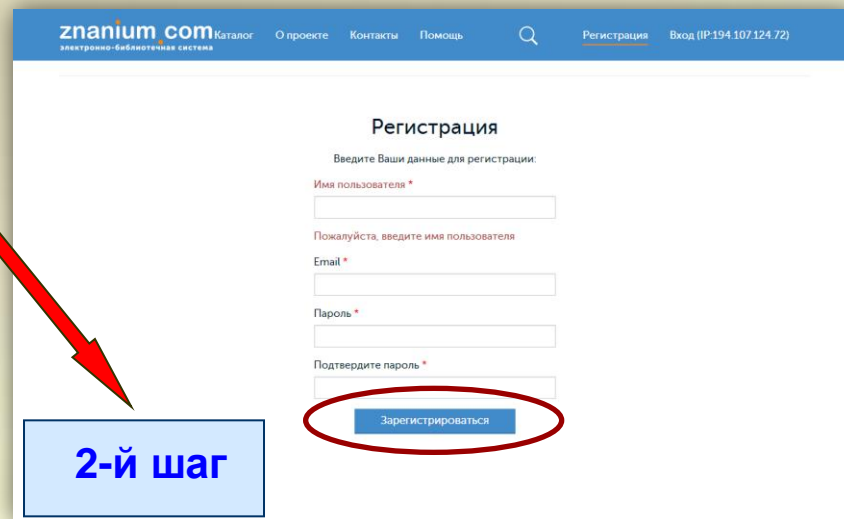 znanium.com Каталог О проекте Контакты Помощь Регистрация Вход (IP:194.107.124.72)
электронно-библиотечная система
Регистрация
Введите Ваши данные для регистрации:
Имя пользователя *
Пожалуйста, введите имя пользователя
Email *
Пароль *
Подтвердите пароль *
Зарегистрироваться
2-й шаг